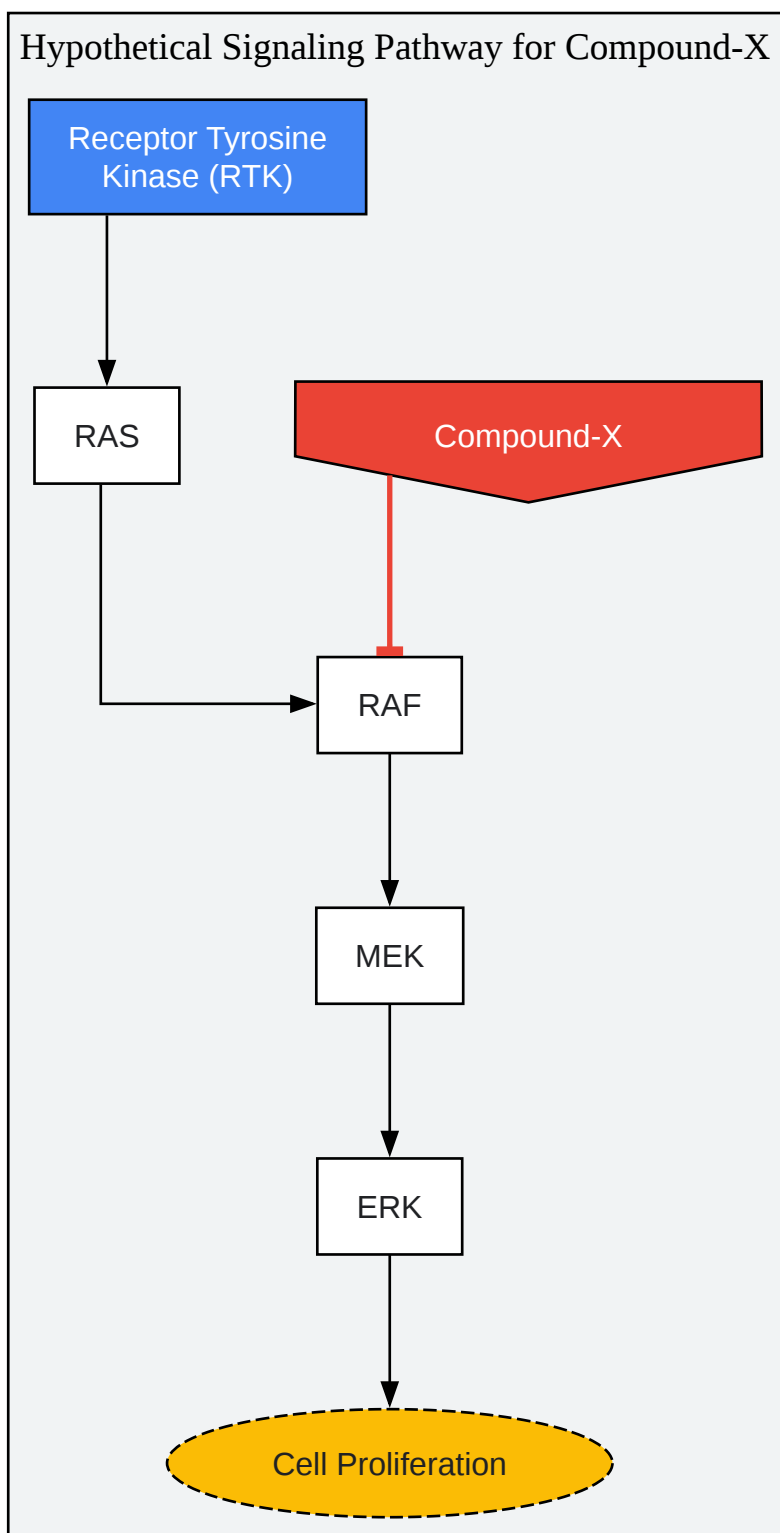 Hypothetical Signaling Pathway for Compound-X
Receptor Tyrosine
Kinase (RTK)
RAS
Compound-X
RAF
MEK
ERK
Cell Proliferation